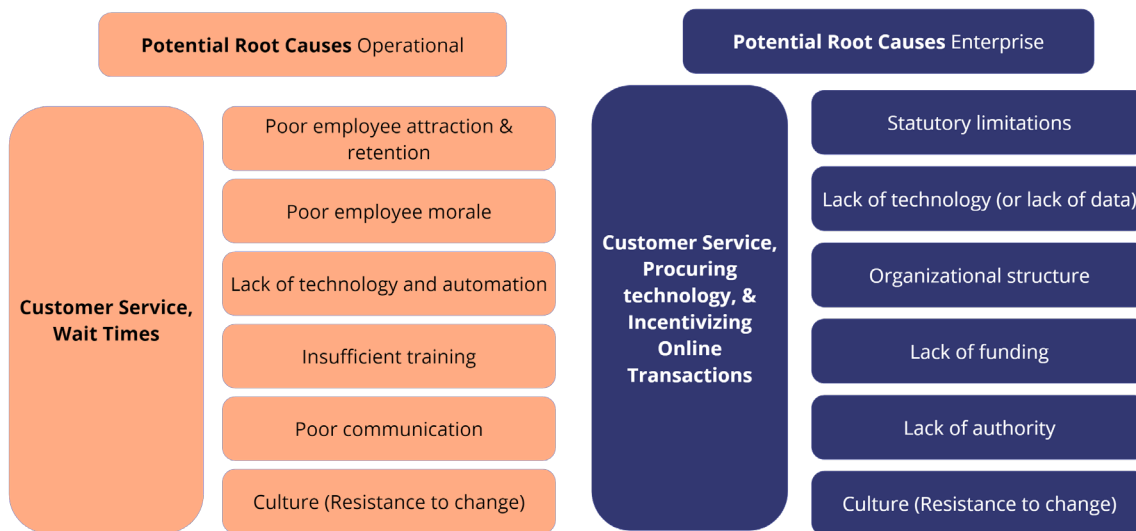 Potential Root Causes Operational
Customer Service,
Wait Times
Poor employee attraction &
retention
Poor employee morale
Lack of technology and automation
Insufficient training
Poor communication
Culture (Resistance to change)
Potential Root Causes Enterprise
Customer Service,
Procuring
technology, &
Incentivizing
Online
Transactions
Statutory limitations
Lack of technology (or lack of data)
Organizational structure
Lack of funding
Lack of authority
Culture (Resistance to change)